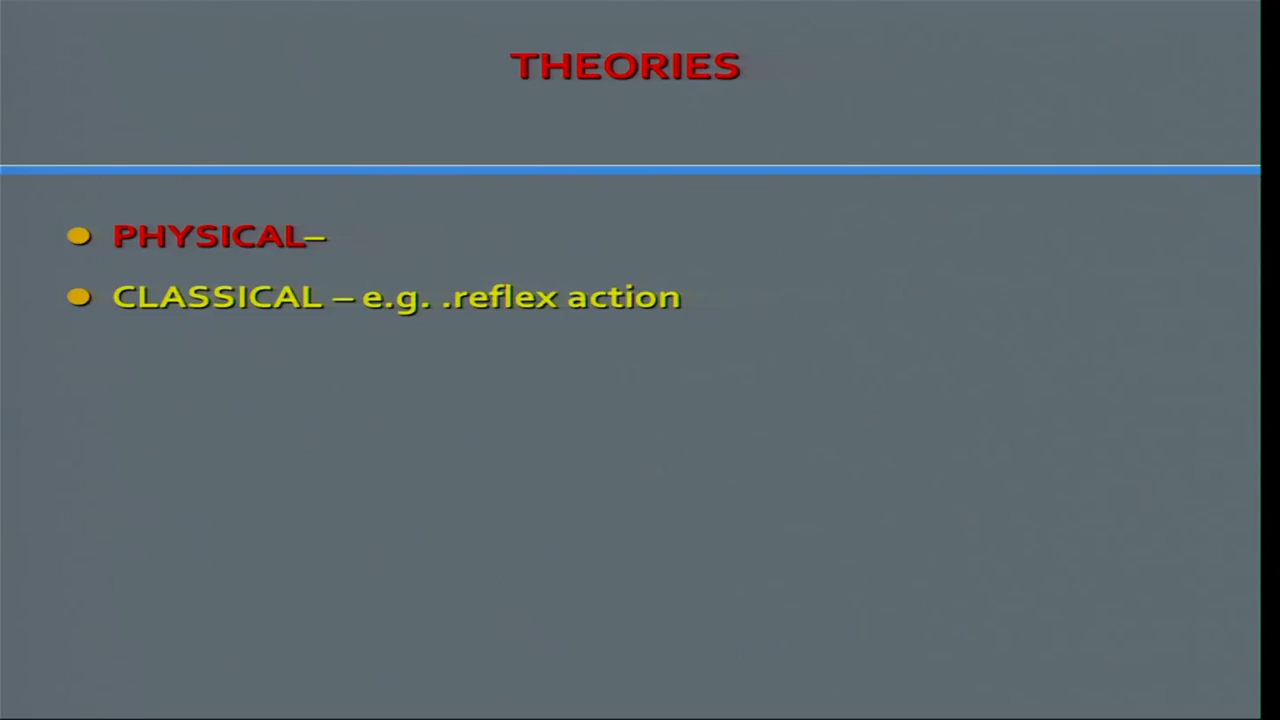 THEORIES
PHYSICAL–
CLASSICAL – e.g. .reflex action